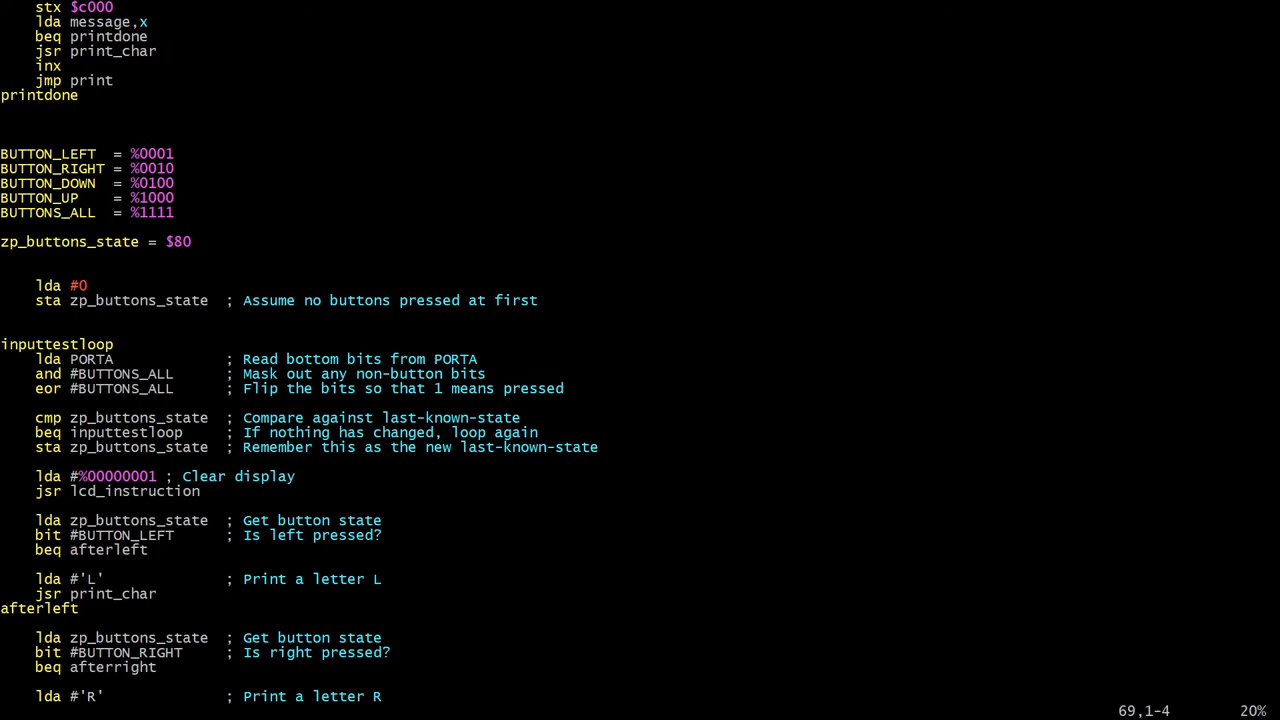 stx $c000
    lda message,x
    beq printdone
    jsr print_char
    inx
    jmp print
printdone
BUTTON_LEFT  = %0001
BUTTON_RIGHT = %0010
BUTTON_DOWN  = %0100
BUTTON_UP    = %1000
BUTTONS_ALL  = %1111
zp_buttons_state = $80
    lda #0
    sta zp_buttons_state  ; Assume no buttons pressed at first
inputtestloop
    lda PORTA             ; Read bottom bits from PORTA
    and #BUTTONS_ALL      ; Mask out any non-button bits
    eor #BUTTONS_ALL      ; Flip the bits so that 1 means pressed
    cmp zp_buttons_state  ; Compare against last-known-state
    beq inputtestloop     ; If nothing has changed, loop again
    sta zp_buttons_state  ; Remember this as the new last-known-state
    lda #%00000001 ; Clear display
    jsr lcd_instruction
    lda zp_buttons_state  ; Get button state
    bit #BUTTON_LEFT      ; Is left pressed?
    beq afterleft
    lda #'L'              ; Print a letter L
    jsr print_char
afterleft
    lda zp_buttons_state  ; Get button state
    bit #BUTTON_RIGHT     ; Is right pressed?
    beq afterright
    lda #'R'              ; Print a letter R
69,1-4        20%